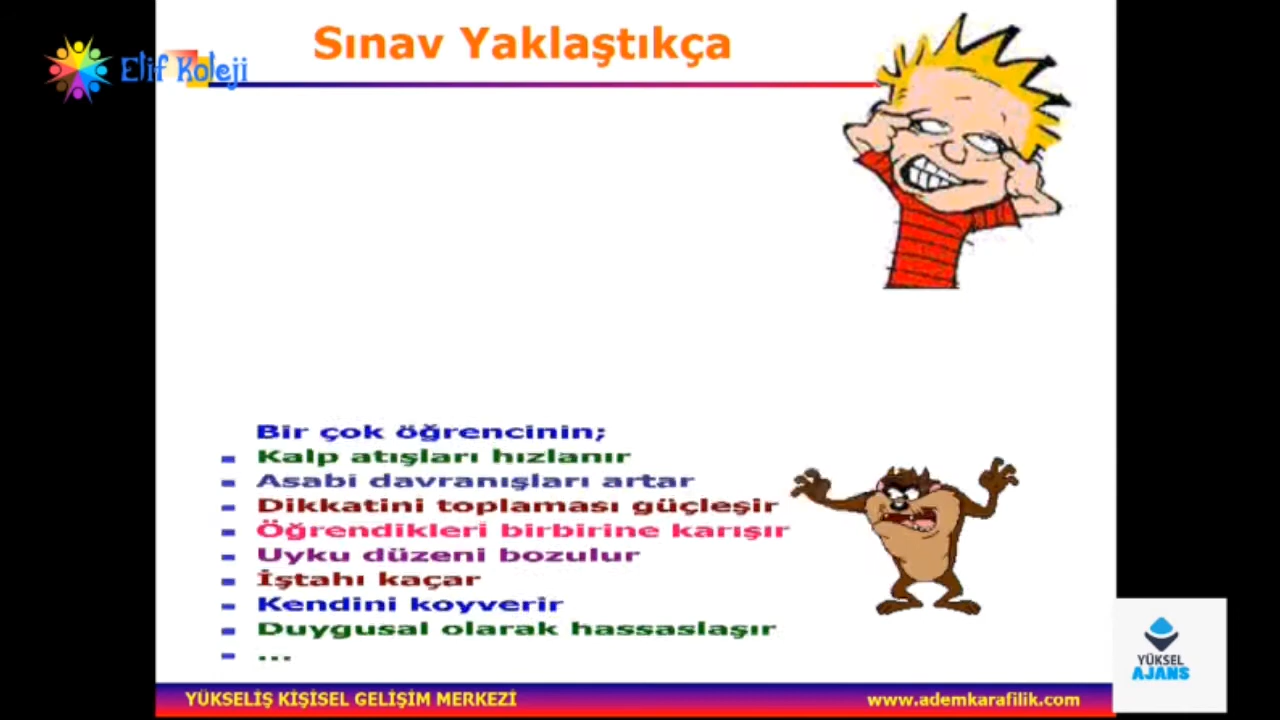 Sınav Yaklaştıkça
Elif Koleji
Bir çok öğrencinin;
- Kalp atışları hızlanır
- Asabi davranışları artar
- Dikkatini toplaması güçleşir
- Öğrendikleri birbirine karışır
- Uyku düzeni bozulur
- İştahı kaçar
- Kendini koyverir
- Duygusal olarak hassaslaşır
- ...
YÜKSEL
AJANS
YÜKSELİŞ KİŞİSEL GELİŞİM MERKEZİ
www.ademkarafilik.com